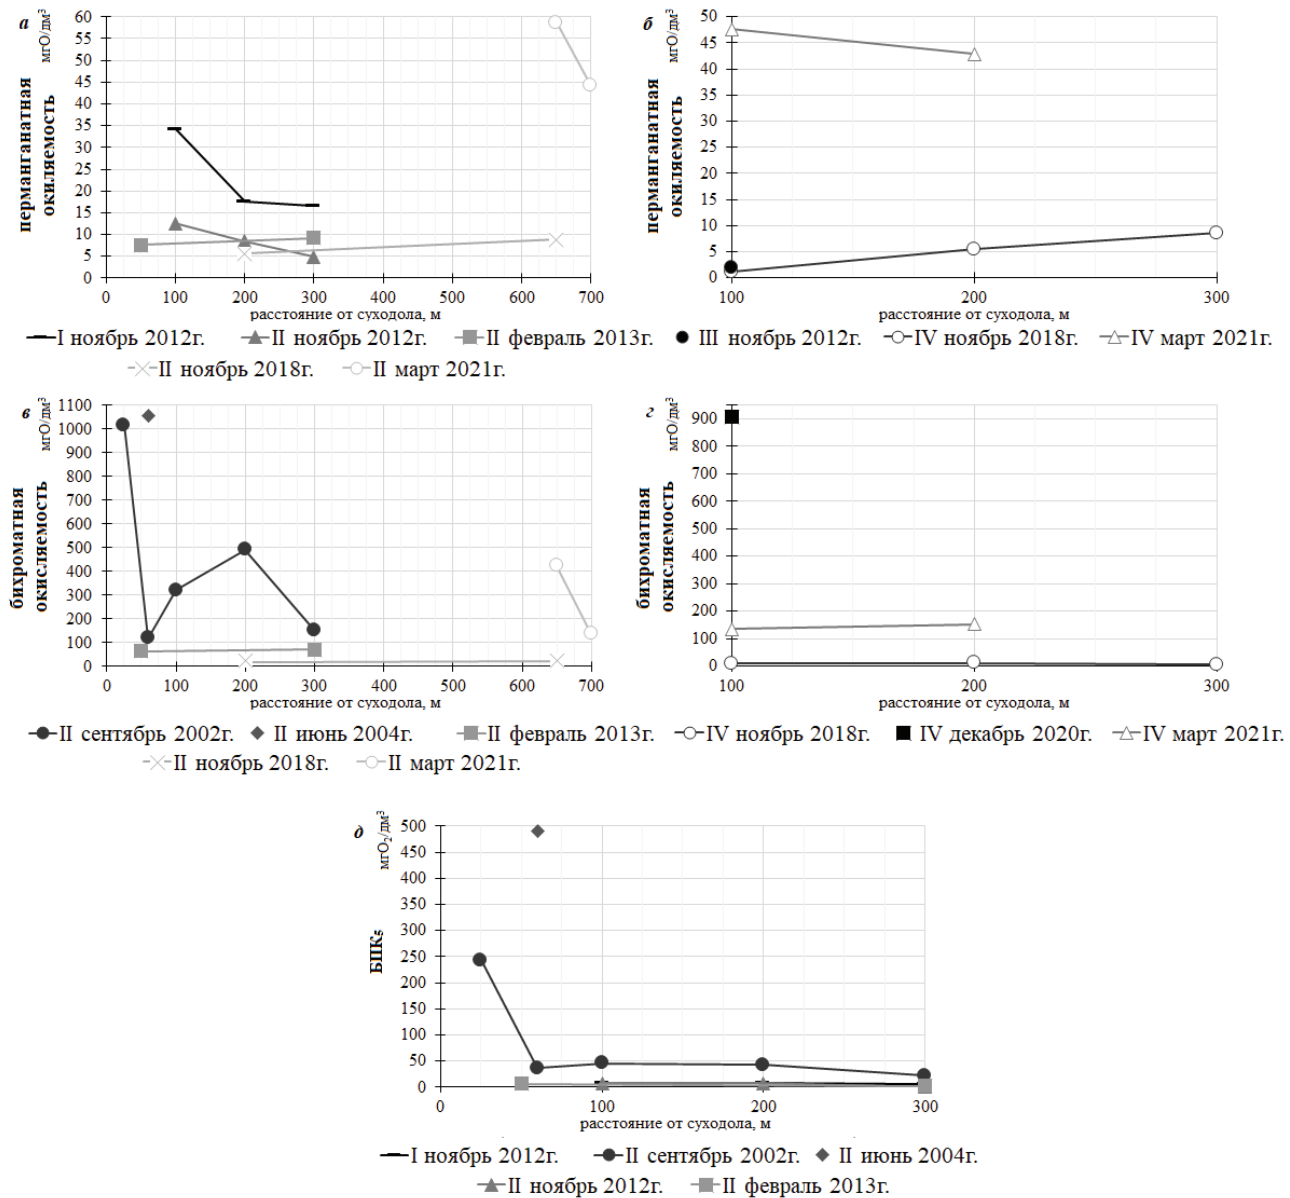 а
мгО/дм³
перманганатная
окиляемость
60
55
50
45
40
35
30
25
20
15
10
5
0
0 100 200 300 400 500 600 700
расстояние от суходола, м
I ноябрь 2012г. II ноябрь 2012г. II февраль 2013г.
II ноябрь 2018г. II март 2021г.
б
мгО/дм³
перманганатная
окиляемость
50
45
40
35
30
25
20
15
10
5
0
100 200 300
расстояние от суходола, м
III ноябрь 2012г. IV ноябрь 2018г. IV март 2021г.
в
мгО/дм³
бихроматная
окисляемость
1100
1000
900
800
700
600
500
400
300
200
100
0
0 100 200 300 400 500 600 700
расстояние от суходола, м
II сентябрь 2002г. II июнь 2004г. II февраль 2013г.
II ноябрь 2018г. II март 2021г.
г
мгО/дм³
бихроматная
окисляемость
900
800
700
600
500
400
300
200
100
0
100 200 300
расстояние от суходола, м
IV ноябрь 2018г. IV декабрь 2020г. IV март 2021г.
д
мгО₂/дм³
БПК₅
500
450
400
350
300
250
200
150
100
50
0
0 100 200 300
расстояние от суходола, м
I ноябрь 2012г. II сентябрь 2002г. II июнь 2004г.
II ноябрь 2012г. II февраль 2013г.